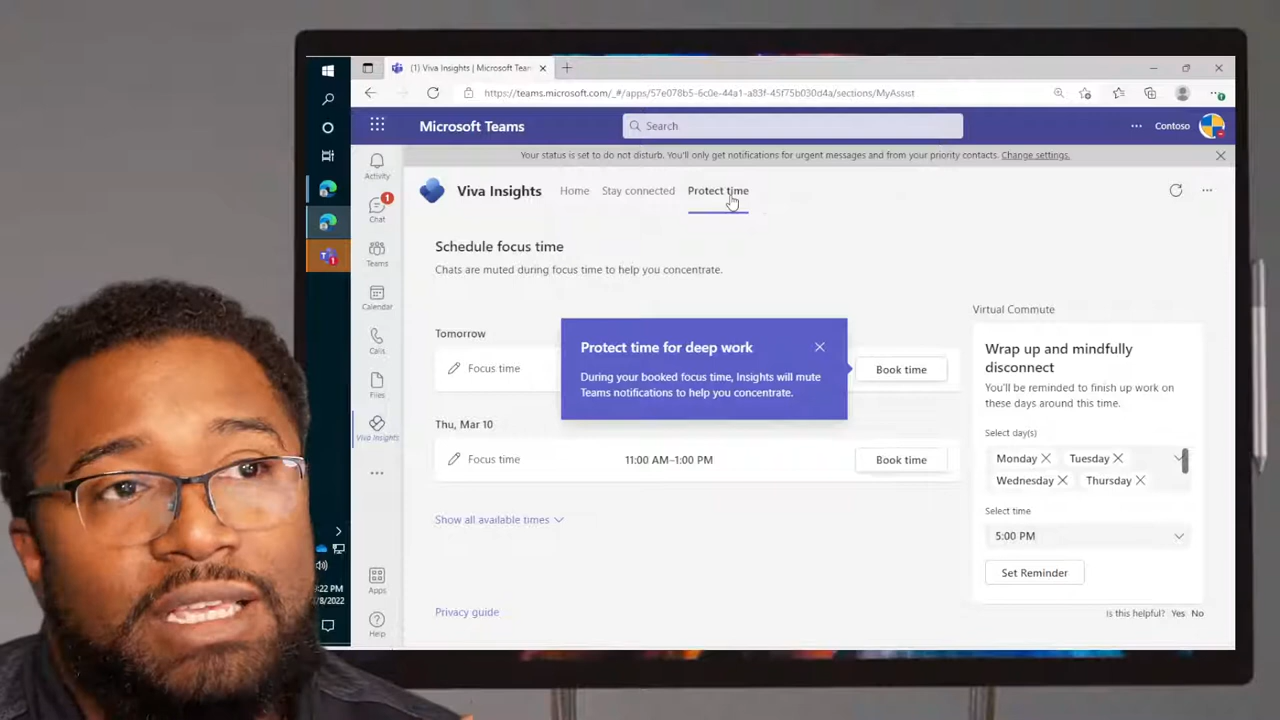 (1) Viva Insights | Microsoft Team
https://teams.microsoft.com/_#/apps/57e078b5-6c0e-44a1-a83f-45f75b030d4a/sections/MyAssist
Microsoft Teams
Search
Contoso
Your status is set to do not disturb. You'll only get notifications for urgent messages and from your priority contacts. Change settings.
Activity
Chat
1
Teams
Calendar
Calls
Files
Viva Insights
Apps
Help
Viva Insights
Home
Stay connected
Protect time
Schedule focus time
Chats are muted during focus time to help you concentrate.
Tomorrow
Focus time
Book time
Protect time for deep work
During your booked focus time, Insights will mute
Teams notifications to help you concentrate.
Thu, Mar 10
Focus time
11:00 AM–1:00 PM
Book time
Show all available times
Privacy guide
Virtual Commute
Wrap up and mindfully
disconnect
You'll be reminded to finish up work on
these days around this time.
Select day(s)
Monday
Tuesday
Wednesday
Thursday
Select time
5:00 PM
Set Reminder
Is this helpful? Yes No
:22 PM
/8/2022